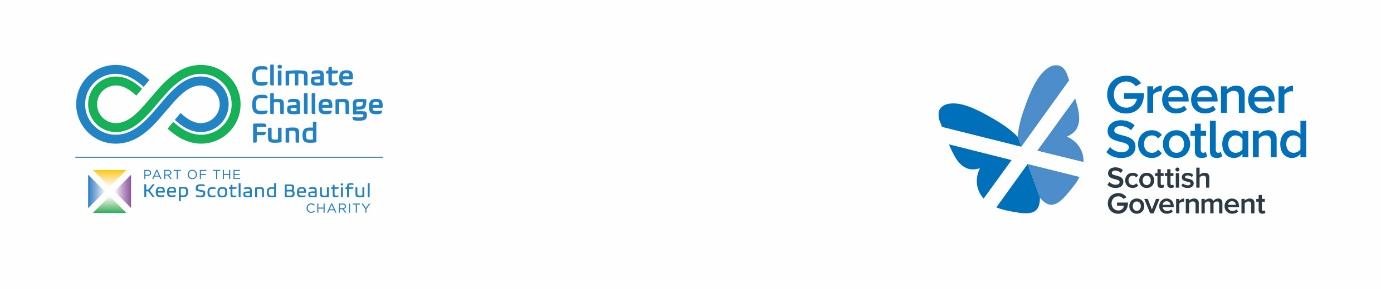 Climate
Challenge
Fund
PART OF THE
Keep Scotland Beautiful
CHARITY
Greener
Scotland
Scottish
Government